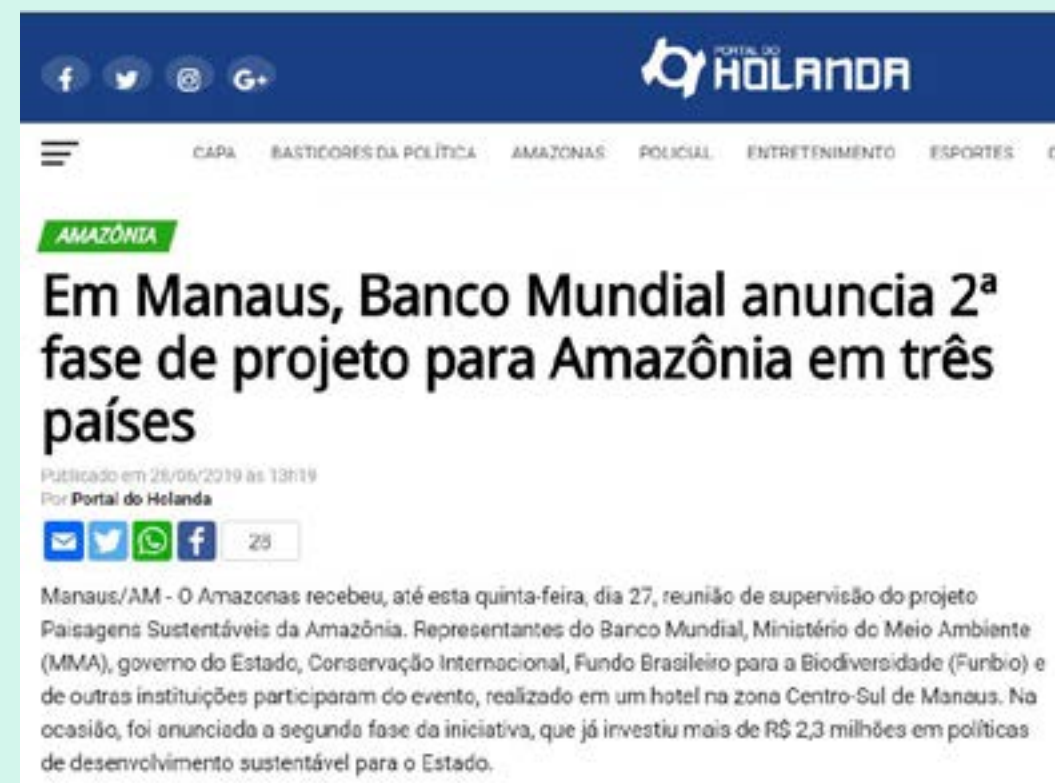 PORTAL DO
HOLANDA
CAPA BASTIDORES DA POLÍTICA AMAZONAS POLICIAL ENTRETENIMENTO ESPORTES
AMAZÔNIA
Em Manaus, Banco Mundial anuncia 2ª
fase de projeto para Amazônia em três
países
Publicado em 28/06/2019 às 13h19
Por Portal do Holanda
28
Manaus/AM - O Amazonas recebeu, até esta quinta-feira, dia 27, reunião de supervisão do projeto
Paisagens Sustentáveis da Amazônia. Representantes do Banco Mundial, Ministério do Meio Ambiente
(MMA), governo do Estado, Conservação Internacional, Fundo Brasileiro para a Biodiversidade (Funbio) e
de outras instituições participaram do evento, realizado em um hotel na zona Centro-Sul de Manaus. Na
ocasião, foi anunciada a segunda fase da iniciativa, que já investiu mais de R$ 2,3 milhões em políticas
de desenvolvimento sustentável para o Estado.